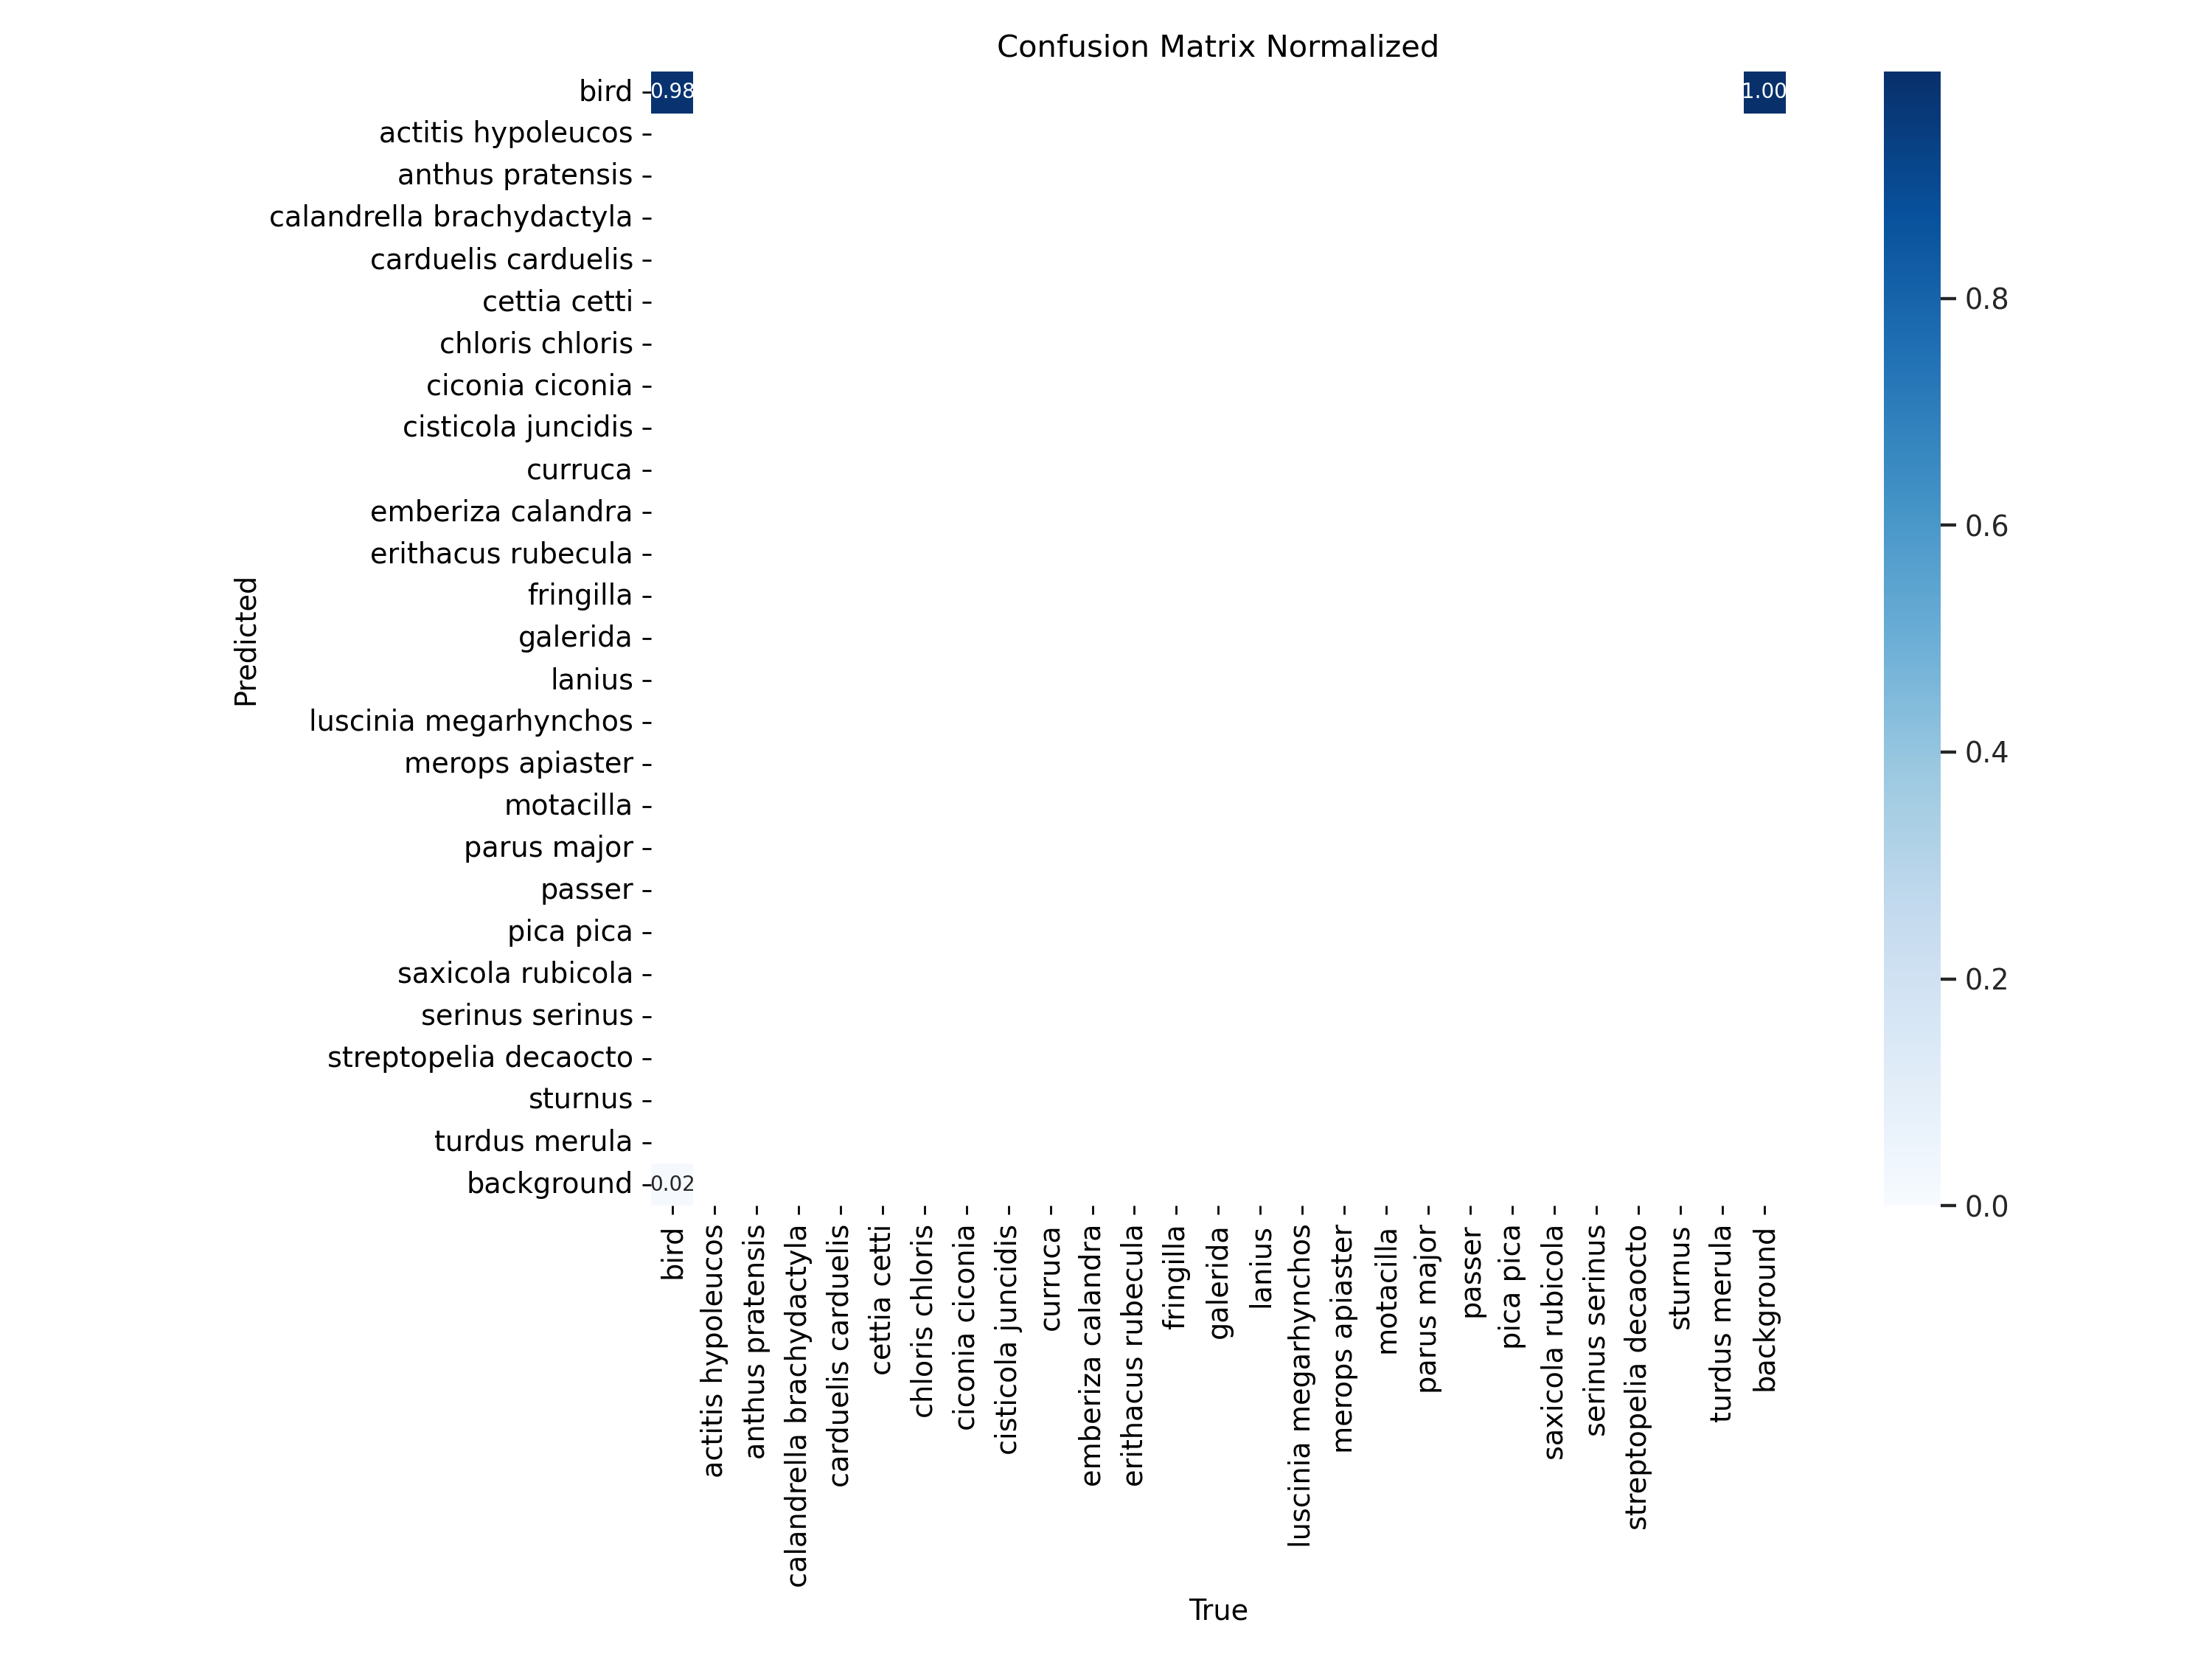 Confusion Matrix Normalized
bird
0.98
1.00
actitis hypoleucos
anthus pratensis
calandrella brachydactyla
carduelis carduelis
cettia cetti
chloris chloris
ciconia ciconia
cisticola juncidis
curruca
emberiza calandra
erithacus rubecula
fringilla
galerida
lanius
luscinia megarhynchos
merops apiaster
motacilla
parus major
passer
pica pica
saxicola rubicola
serinus serinus
streptopelia decaocto
sturnus
turdus merula
background
0.02
Predicted
0.8
0.6
0.4
0.2
0.0
bird
actitis hypoleucos
anthus pratensis
calandrella brachydactyla
carduelis carduelis
cettia cetti
chloris chloris
ciconia ciconia
cisticola juncidis
curruca
emberiza calandra
erithacus rubecula
fringilla
galerida
lanius
luscinia megarhynchos
merops apiaster
motacilla
parus major
passer
pica pica
saxicola rubicola
serinus serinus
streptopelia decaocto
sturnus
turdus merula
background
True